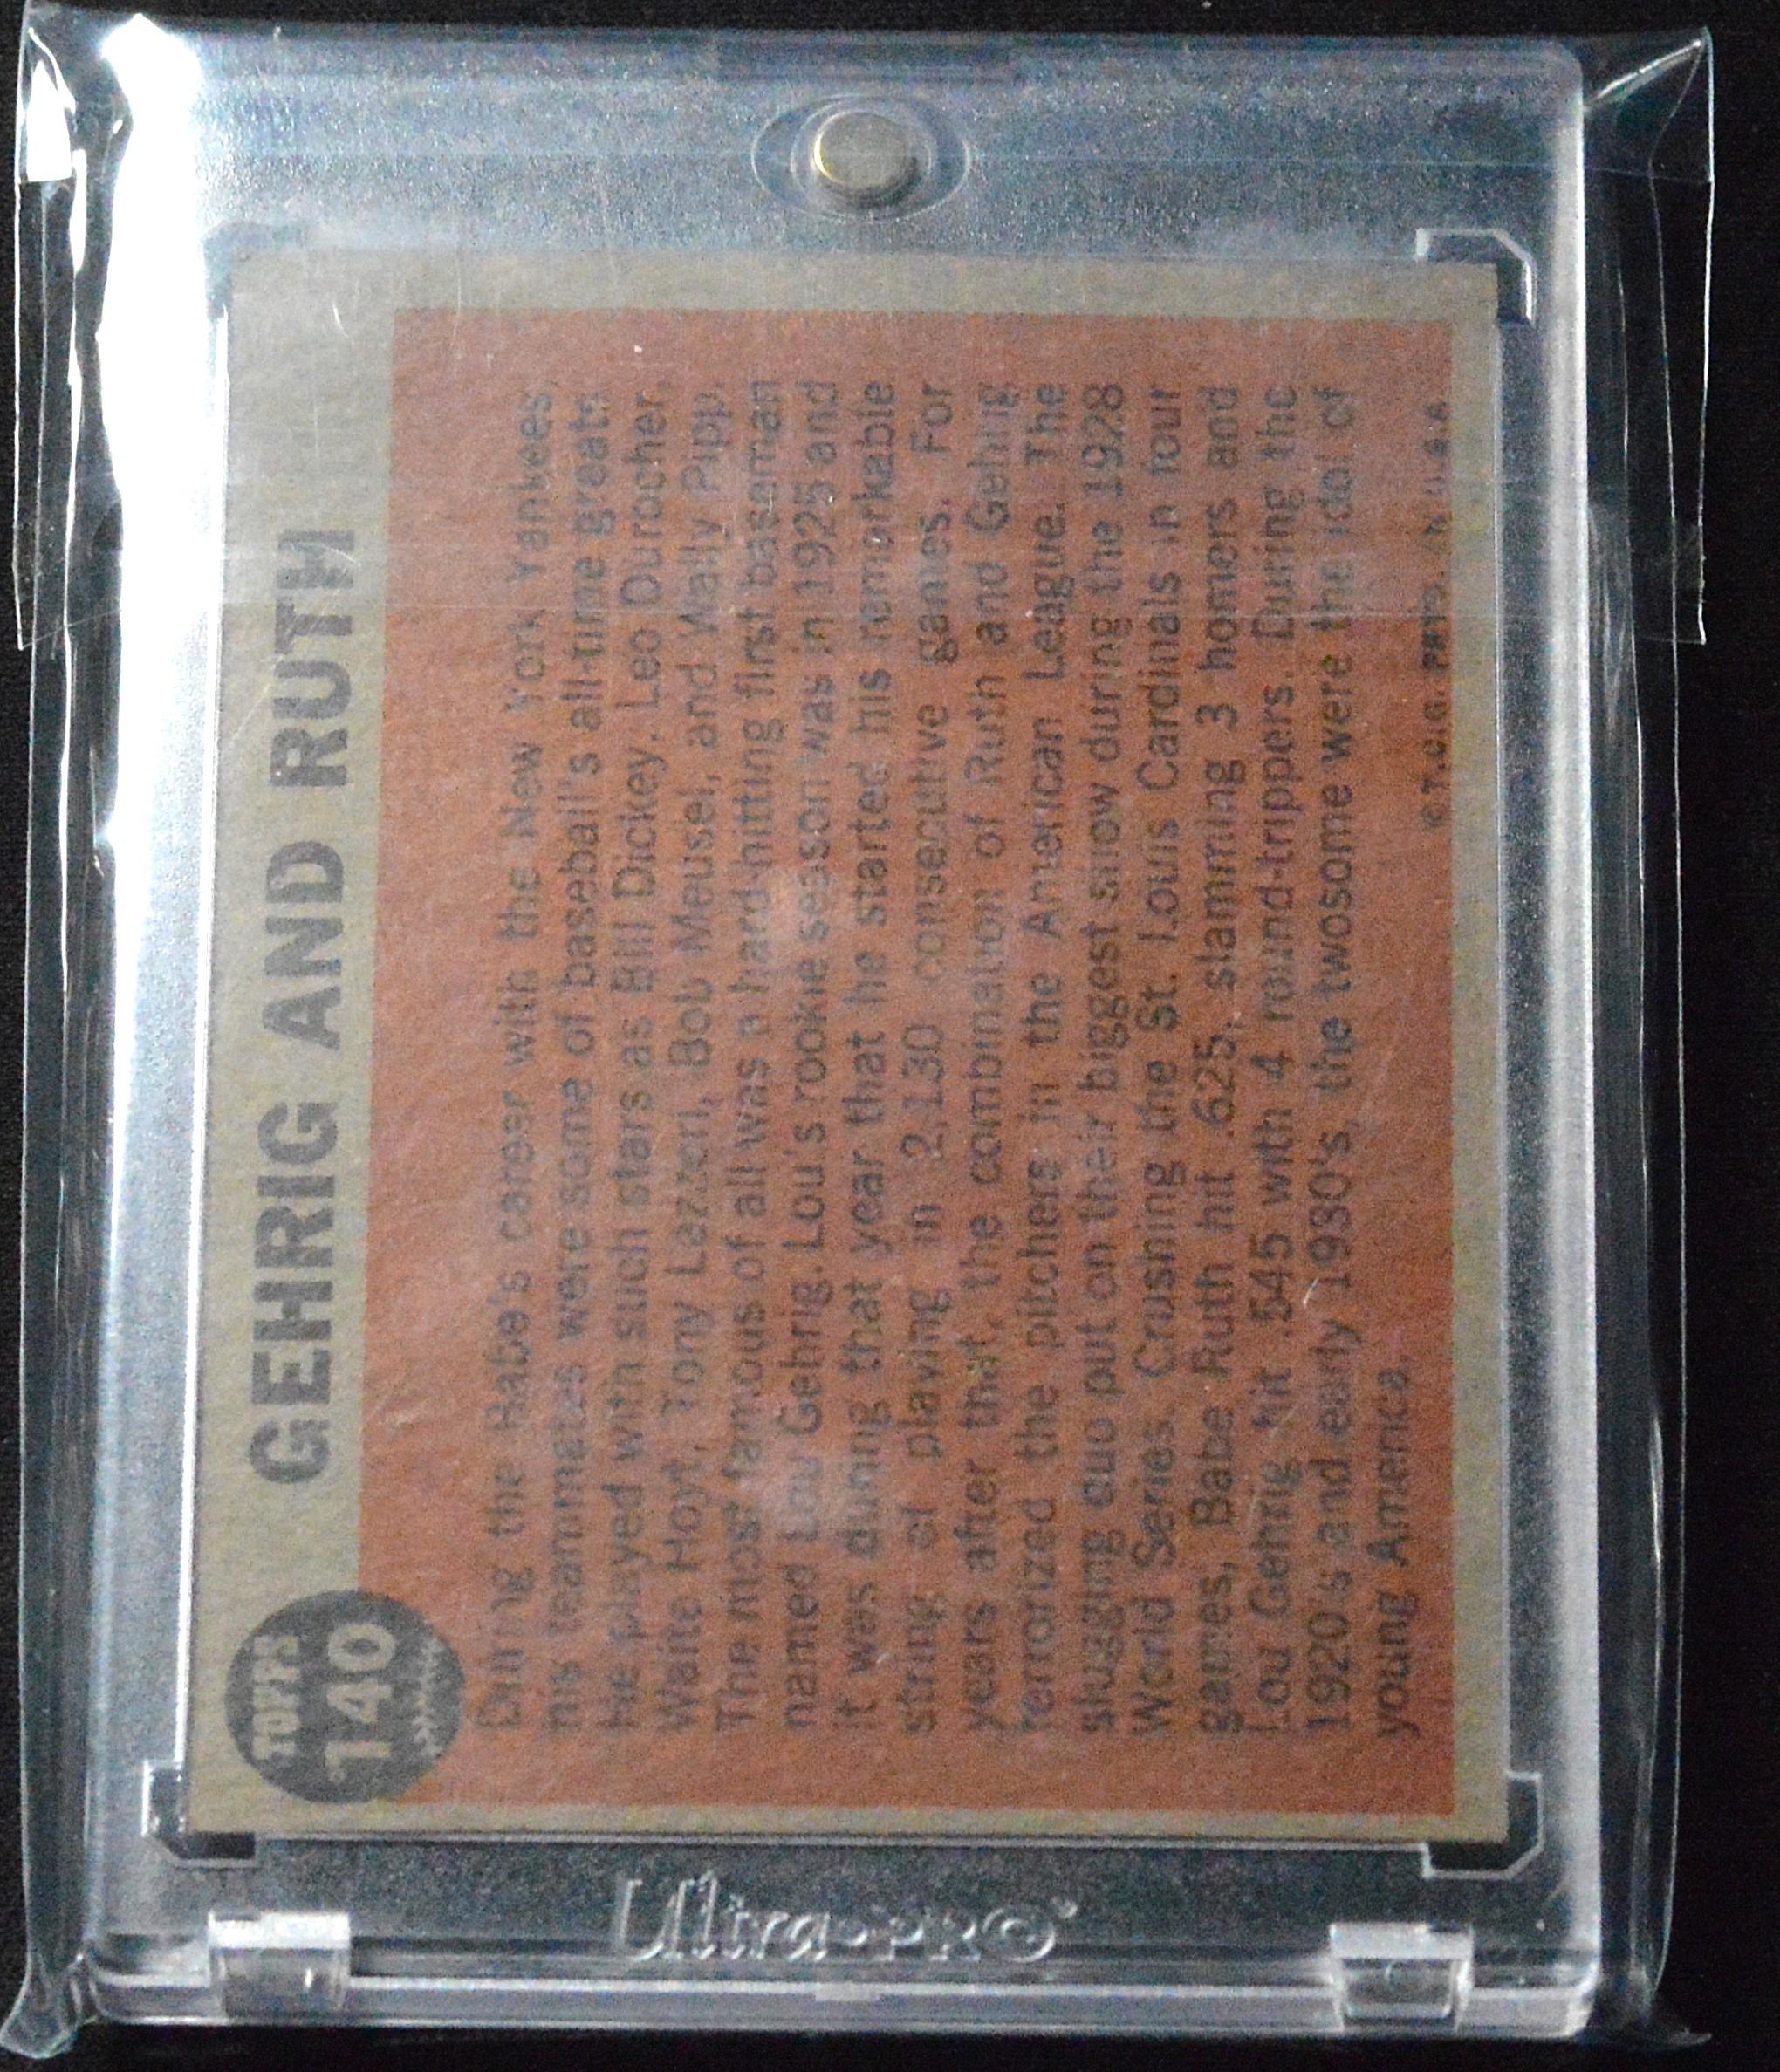 TOPPS
140
GEHRIG AND RUTH
During the Babe's career with the New York Yankees,
his teammates were some of baseball's all-time greats.
He played with such stars as Bill Dickey, Leo Durocher,
Waite Hoyt, Tony Lazzeri, Bob Meusel, and Wally Pipp.
The most famous of all was a hard-hitting first baseman
named Lou Gehrig. Lou's rookie season was in 1925 and
it was during that year that he started his remarkable
string of playing in 2,130 consecutive games. For
years after that, the combination of Ruth and Gehrig
terrorized the pitchers in the American League. The
slugging duo put on their biggest show during the 1928
World Series. Crushing the St. Louis Cardinals in four
games, Babe Ruth hit .625, slamming 3 homers and
Lou Gehrig hit .545 with 4 round-trippers. During the
1920's and early 1930's, the twosome were the idol of
young America.
© T.C.G. PRTD. IN U.S.A.
Ultra•PRO®